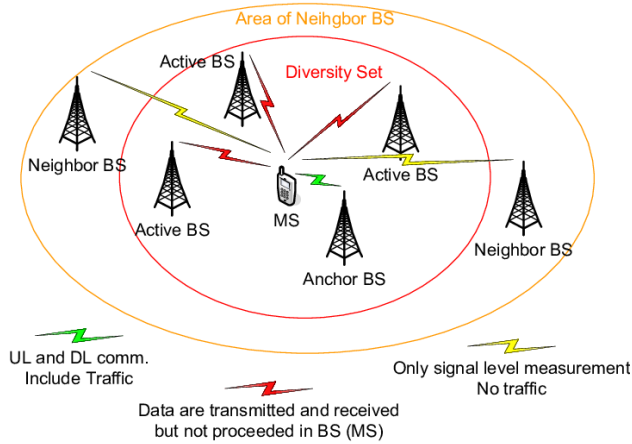 Area of Neihgbor BS
Active BS
Diversity Set
Neighbor BS
Active BS
Active BS
MS
Anchor BS
Neighbor BS
UL and DL comm.
Include Traffic
Only signal level measurement
No traffic
Data are transmitted and received
but not proceeded in BS (MS)